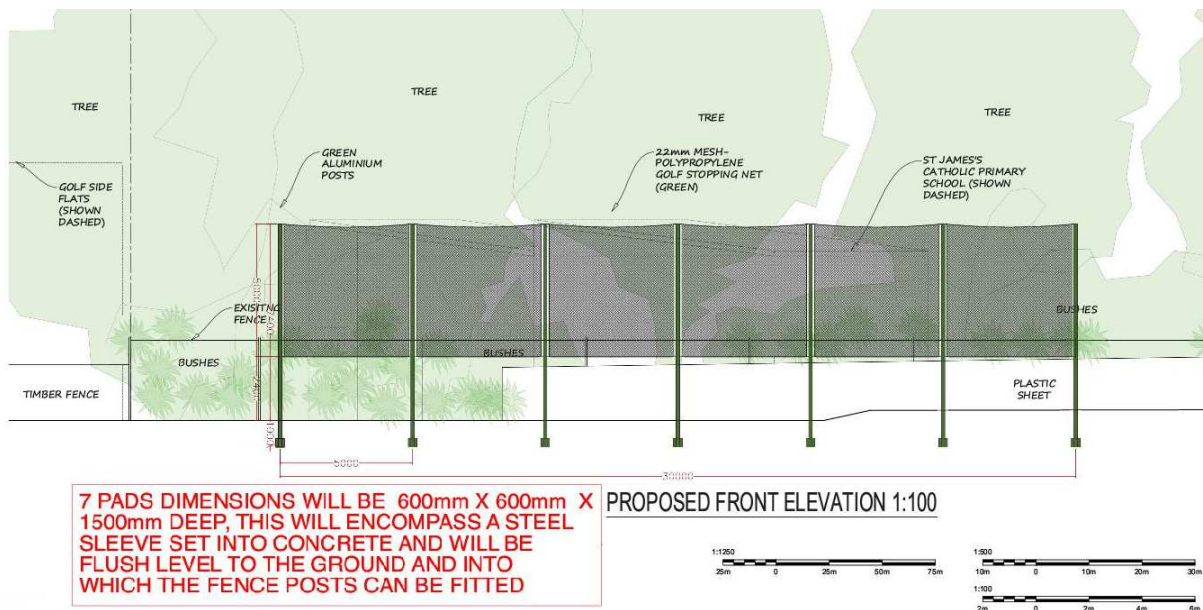 TREE
TREE
TREE
TREE
GREEN
ALUMINIUM
POSTS
22mm MESH-
POLYPROPYLENE
GOLF STOPPING NET
(GREEN)
ST JAMES'S
CATHOLIC PRIMARY
SCHOOL (SHOWN
DASHED)
GOLF SIDE
FLATS
(SHOWN
DASHED)
5000
7400
EXISITNG
FENCE
BUSHES
BUSHES
BUSHES
2400
TIMBER FENCE
PLASTIC
SHEET
1000
5000
30000
7 PADS DIMENSIONS WILL BE 600mm X 600mm X
1500mm DEEP, THIS WILL ENCOMPASS A STEEL
SLEEVE SET INTO CONCRETE AND WILL BE
FLUSH LEVEL TO THE GROUND AND INTO
WHICH THE FENCE POSTS CAN BE FITTED
PROPOSED FRONT ELEVATION 1:100
1:1250
25m 0 25m 50m 75m
1:500
10m 0 10m 20m 30m
1:100
2m 0 2m 4m 6m